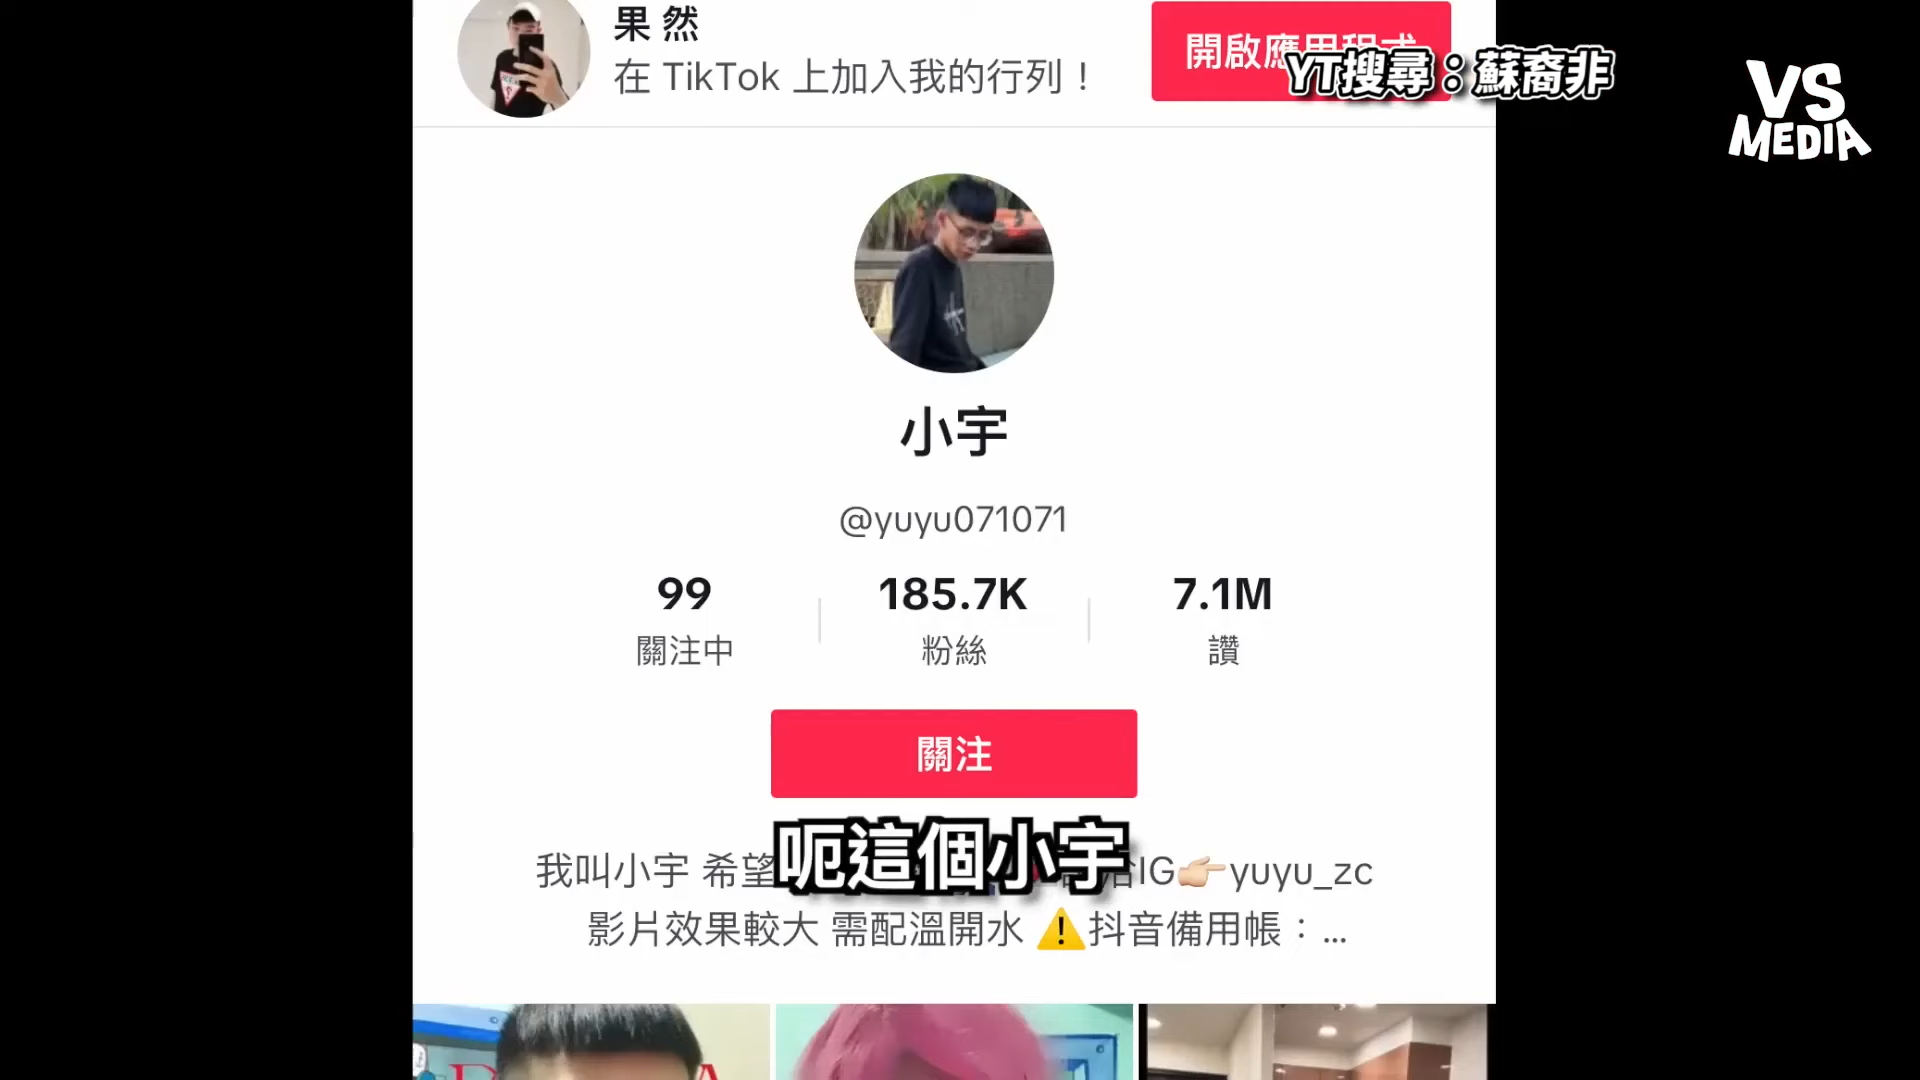 果 然
在 TikTok 上加入我的行列！
開啟應用程式
YT搜尋：蘇裔非
VS
MEDIA
小宇
@yuyu071071
99
185.7K
7.1M
關注中
粉絲
讚
關注
呃這個小宇
我叫小宇 希望 IG👉🏻yuyu_zc
影片效果較大 需配溫開水 ⚠️抖音備用帳：...